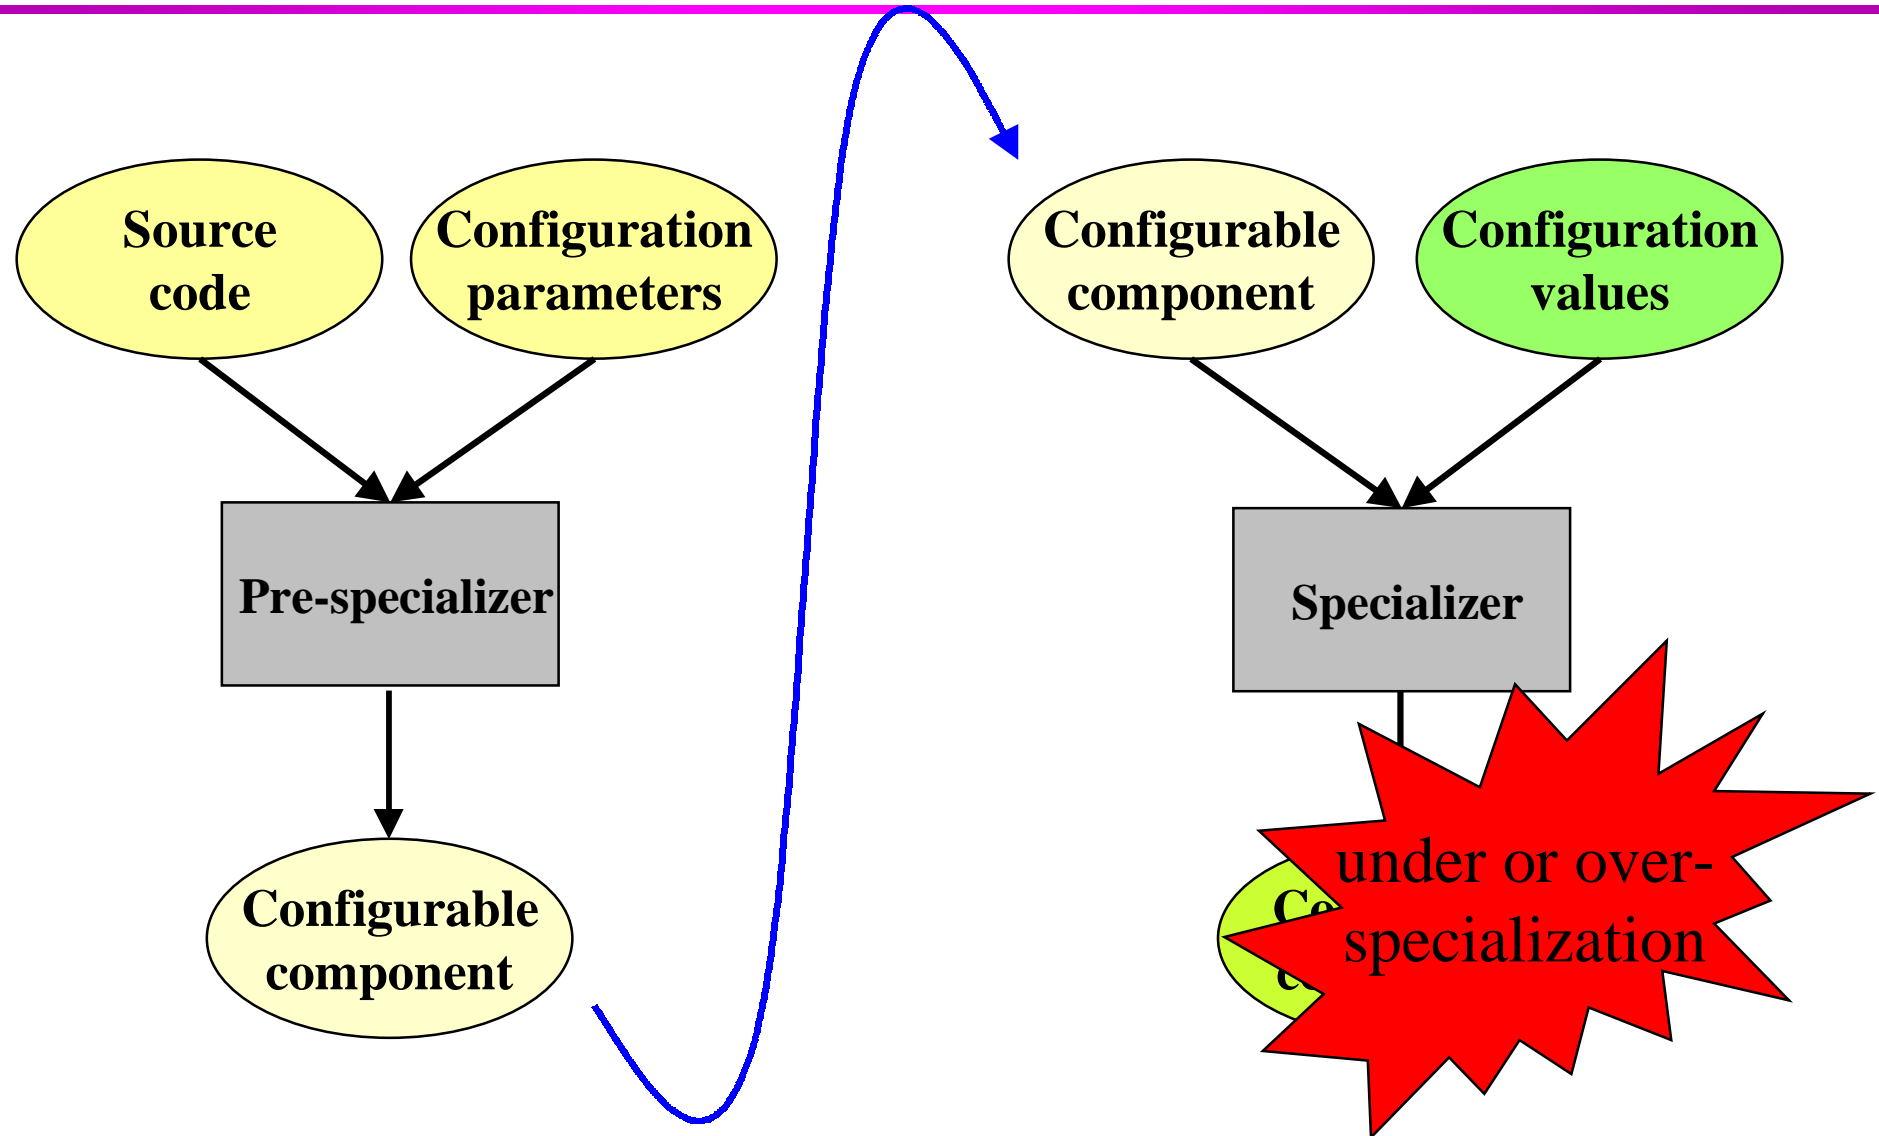 Source
code
Configuration
parameters
Configurable
component
Configuration
values
Pre-specializer
Specializer
Configurable
component
under or over-
specialization